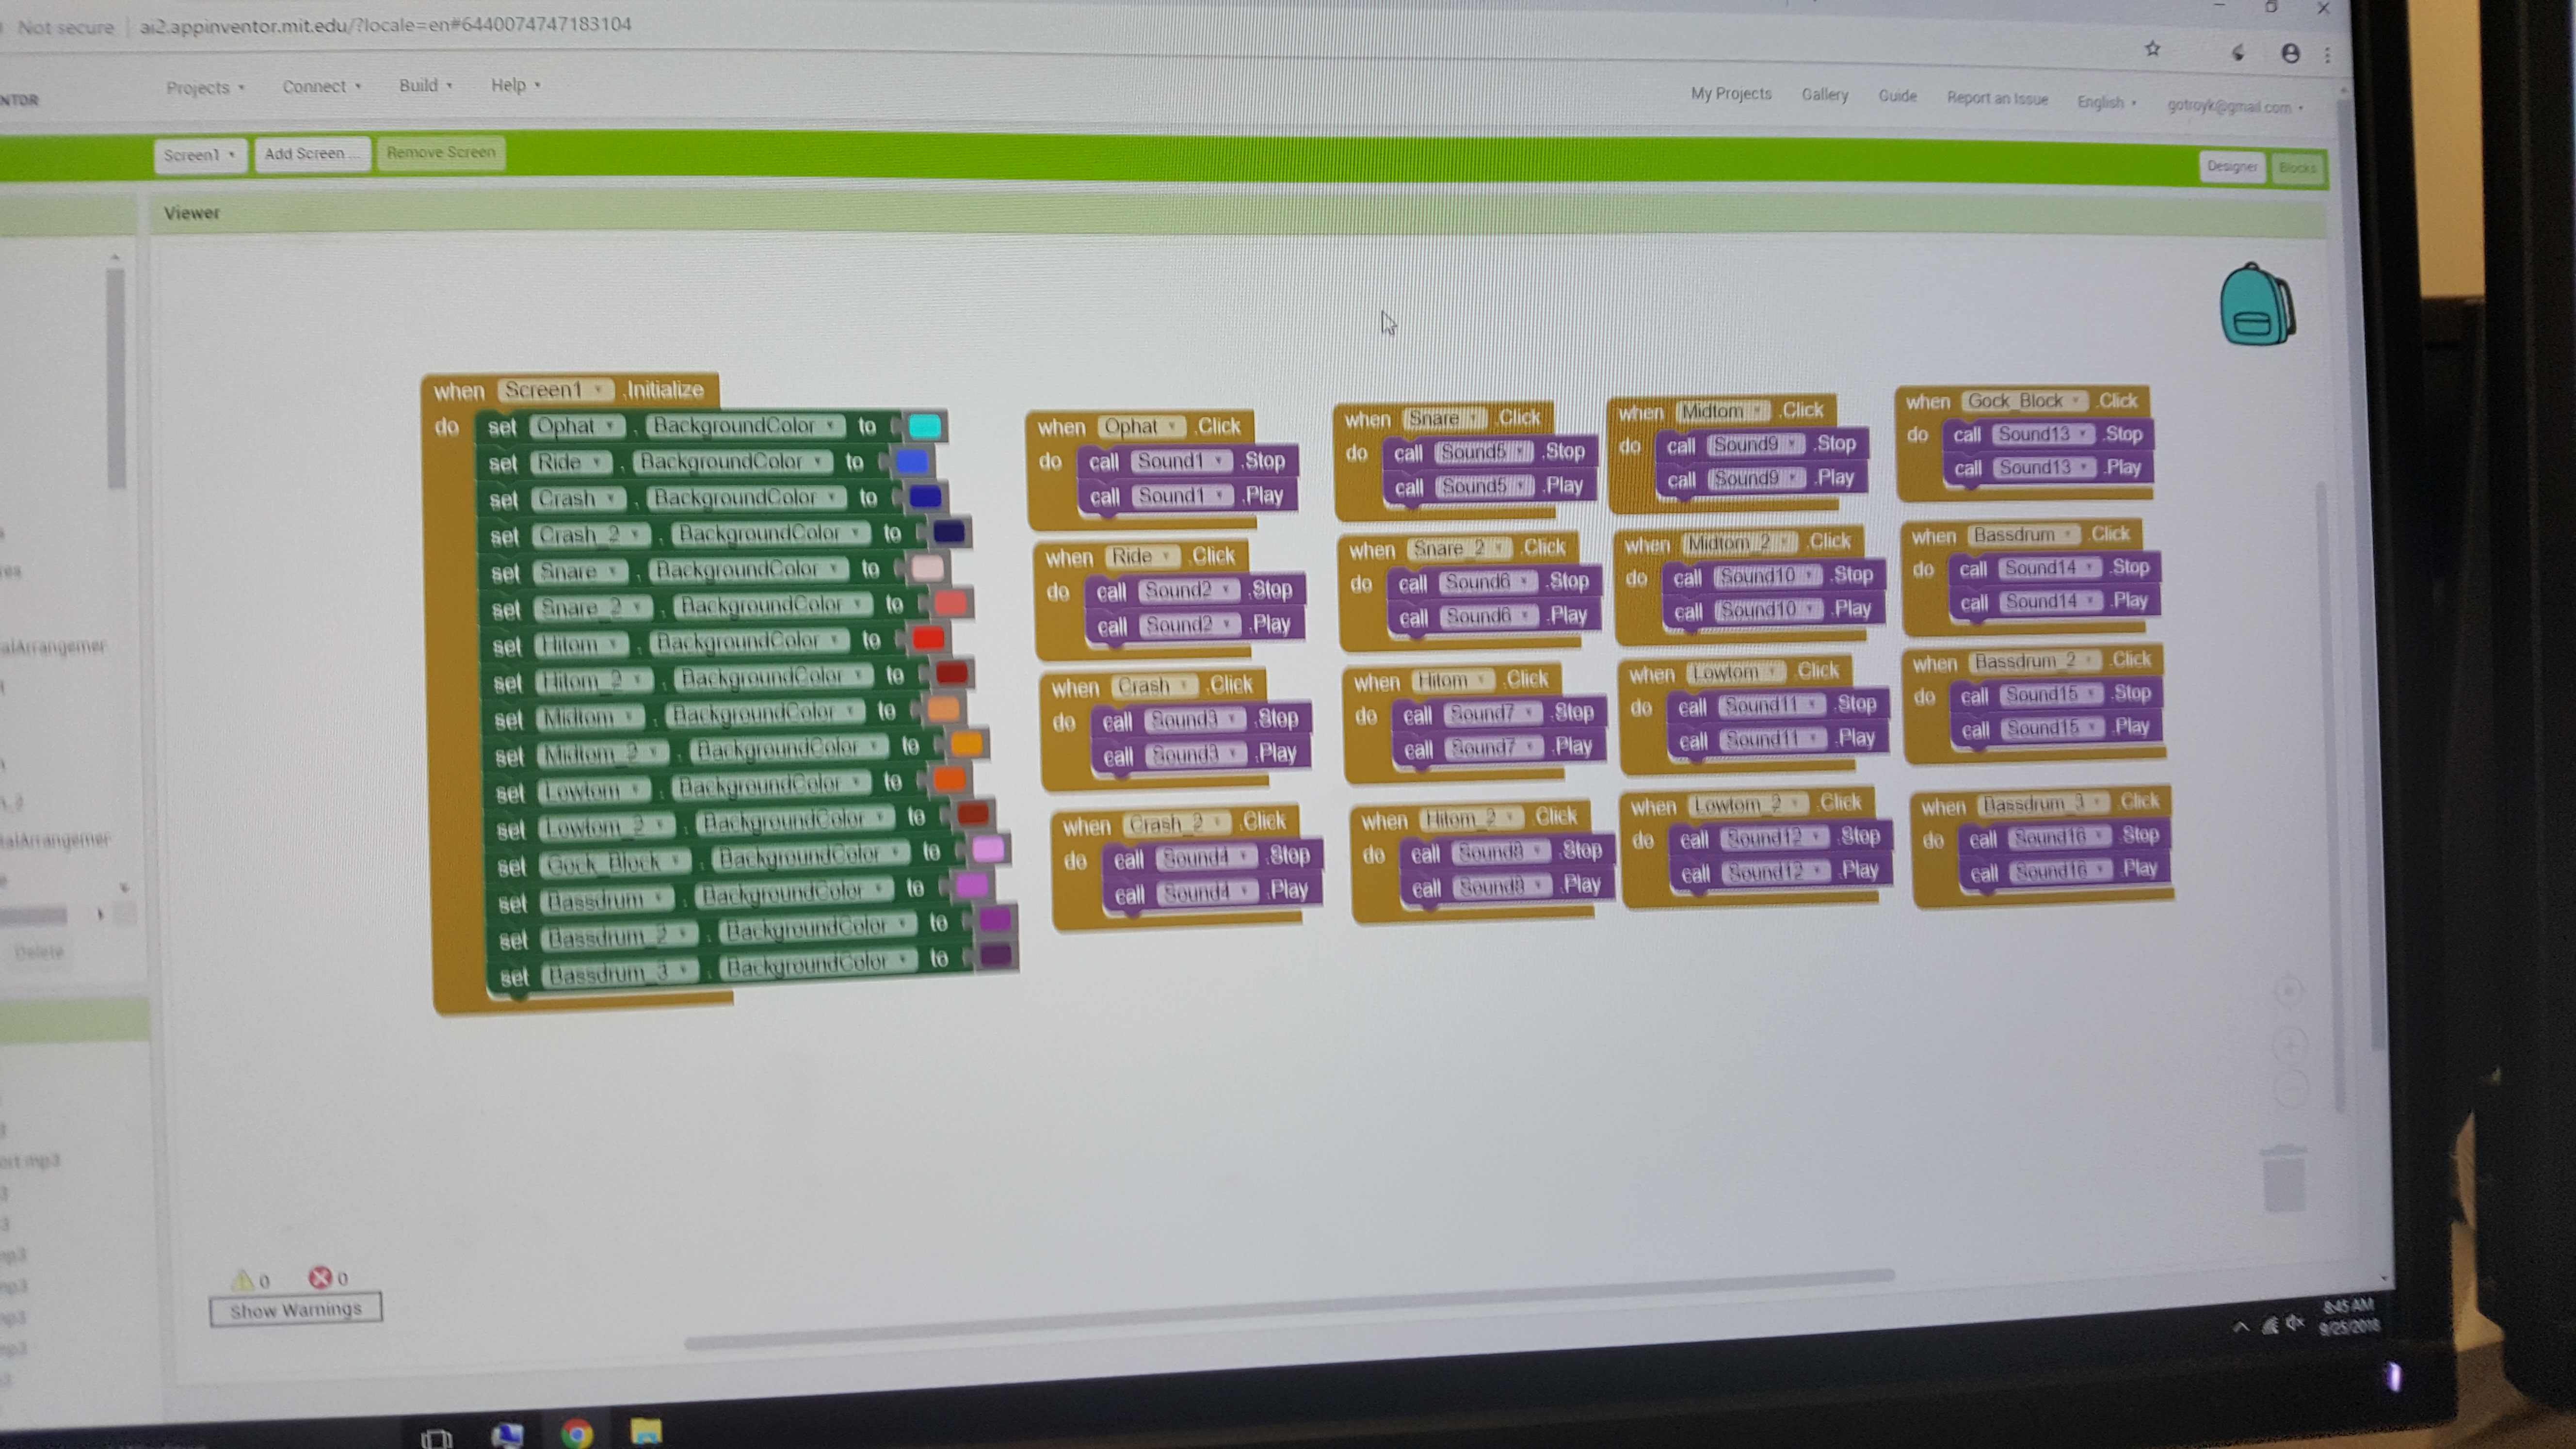 Not secure ai2.appinventor.mit.edu/?locale=en#6440074747183104
NTOR Projects Connect Build Help My Projects Gallery Guide Report an Issue English gotroyk@gmail.com
Screen1 Add Screen ... Remove Screen Designer Blocks
Viewer
when Screen1 .Initialize
do set Ophat . BackgroundColor to
set Ride . BackgroundColor to
set Crash . BackgroundColor to
set Crash_2 . BackgroundColor to
set Snare . BackgroundColor to
set Snare_2 . BackgroundColor to
set Hitom . BackgroundColor to
set Hitom_2 . BackgroundColor to
set Midtom . BackgroundColor to
set Midtom_2 . BackgroundColor to
set Lowtom . BackgroundColor to
set Lowtom_2 . BackgroundColor to
set Gock_Block . BackgroundColor to
set Bassdrum . BackgroundColor to
set Bassdrum_2 . BackgroundColor to
set Bassdrum_3 . BackgroundColor to
when Ophat .Click
do call Sound1 .Stop
call Sound1 .Play
when Ride .Click
do call Sound2 .Stop
call Sound2 .Play
when Crash .Click
do call Sound3 .Stop
call Sound3 .Play
when Crash_2 .Click
do call Sound4 .Stop
call Sound4 .Play
when Snare .Click
do call Sound5 .Stop
call Sound5 .Play
when Snare_2 .Click
do call Sound6 .Stop
call Sound6 .Play
when Hitom .Click
do call Sound7 .Stop
call Sound7 .Play
when Hitom_2 .Click
do call Sound8 .Stop
call Sound8 .Play
when Midtom .Click
do call Sound9 .Stop
call Sound9 .Play
when Midtom_2 .Click
do call Sound10 .Stop
call Sound10 .Play
when Lowtom .Click
do call Sound11 .Stop
call Sound11 .Play
when Lowtom_2 .Click
do call Sound12 .Stop
call Sound12 .Play
when Gock_Block .Click
do call Sound13 .Stop
call Sound13 .Play
when Bassdrum .Click
do call Sound14 .Stop
call Sound14 .Play
when Bassdrum_2 .Click
do call Sound15 .Stop
call Sound15 .Play
when Bassdrum_3 .Click
do call Sound16 .Stop
call Sound16 .Play
alArrangemer
alArrangemer
Delete
ort.mp3
mp3
mp3
mp3
mp3
0 0
Show Warnings
8:45 AM
9/25/2018